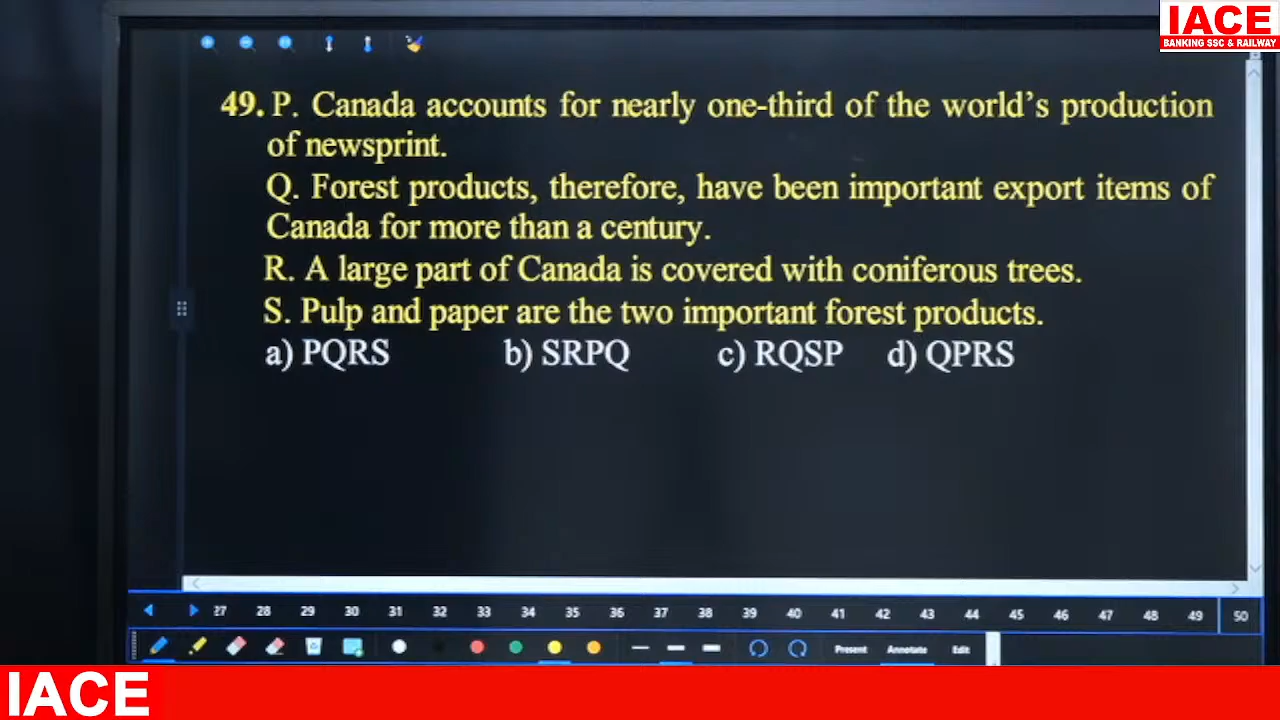 IACE
BANKING SSC & RAILWAY
49. P. Canada accounts for nearly one-third of the world’s production
of newsprint.
Q. Forest products, therefore, have been important export items of
Canada for more than a century.
R. A large part of Canada is covered with coniferous trees.
S. Pulp and paper are the two important forest products.
a) PQRS b) SRPQ c) RQSP d) QPRS
27 28 29 30 31 32 33 34 35 36 37 38 39 40 41 42 43 44 45 46 47 48 49 50
Present Annotate Edit
IACE